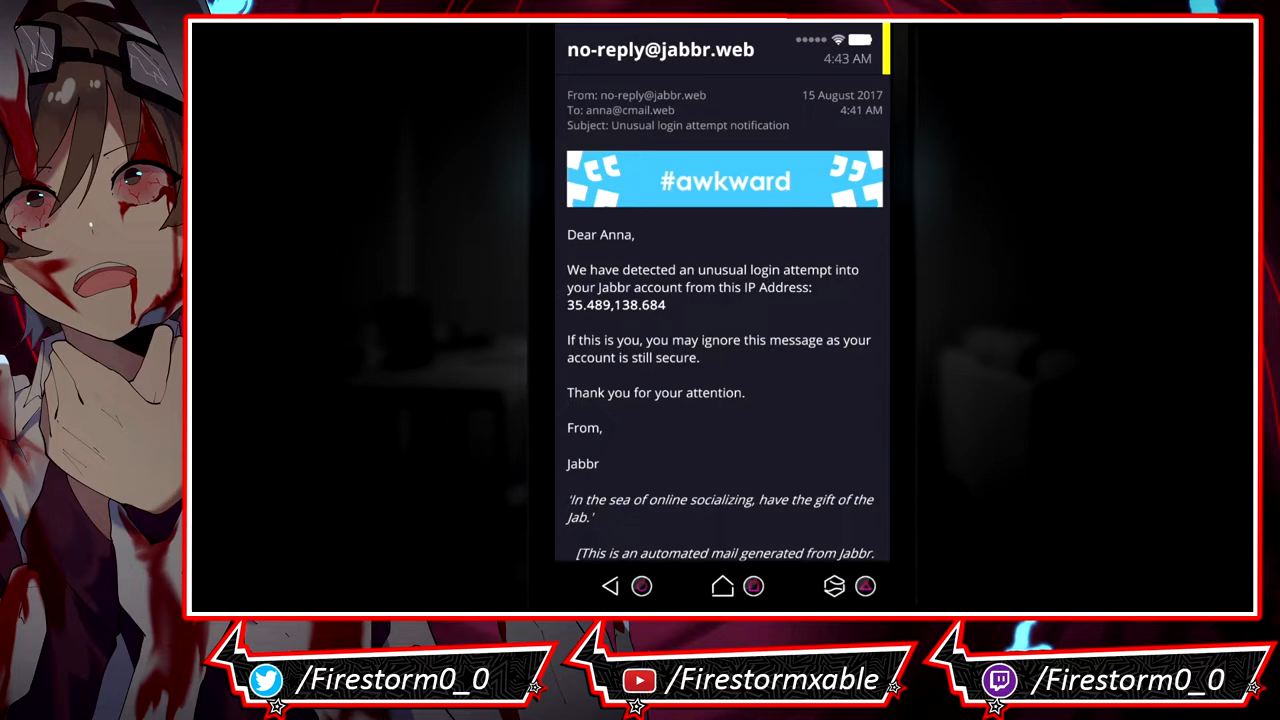 no-reply@jabbr.web
4:43 AM
From: no-reply@jabbr.web
15 August 2017
To: anna@cmail.web
4:41 AM
Subject: Unusual login attempt notification
#awkward
Dear Anna,
We have detected an unusual login attempt into
your Jabbr account from this IP Address:
35.489,138.684
If this is you, you may ignore this message as your
account is still secure.
Thank you for your attention.
From,
Jabbr
'In the sea of online socializing, have the gift of the
Jab.'
[This is an automated mail generated from Jabbr.
/Firestorm0_0
/Firestormxable
/Firestorm0_0